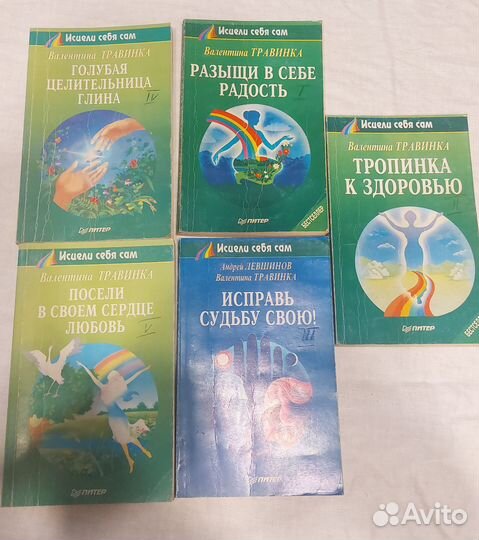 Исцели себя сам
Валентина ТРАВИНКА
ГОЛУБАЯ
ЦЕЛИТЕЛЬНИЦА
ГЛИНА
IV
ПИТЕР
Исцели себя сам
Валентина ТРАВИНКА
РАЗЫЩИ В СЕБЕ
РАДОСТЬ
I
ПИТЕР
БЕСТСЕЛЛЕР
Исцели себя сам
Валентина ТРАВИНКА
ТРОПИНКА
К ЗДОРОВЬЮ
II
ПИТЕР
БЕСТСЕЛЛЕР
Исцели себя сам
Валентина ТРАВИНКА
ПОСЕЛИ
В СВОЕМ СЕРДЦЕ
ЛЮБОВЬ
V
ПИТЕР
Исцели себя сам
Андрей ЛЕВШИНОВ
Валентина ТРАВИНКА
ИСПРАВЬ
СУДЬБУ СВОЮ!
III
ПИТЕР
Avito